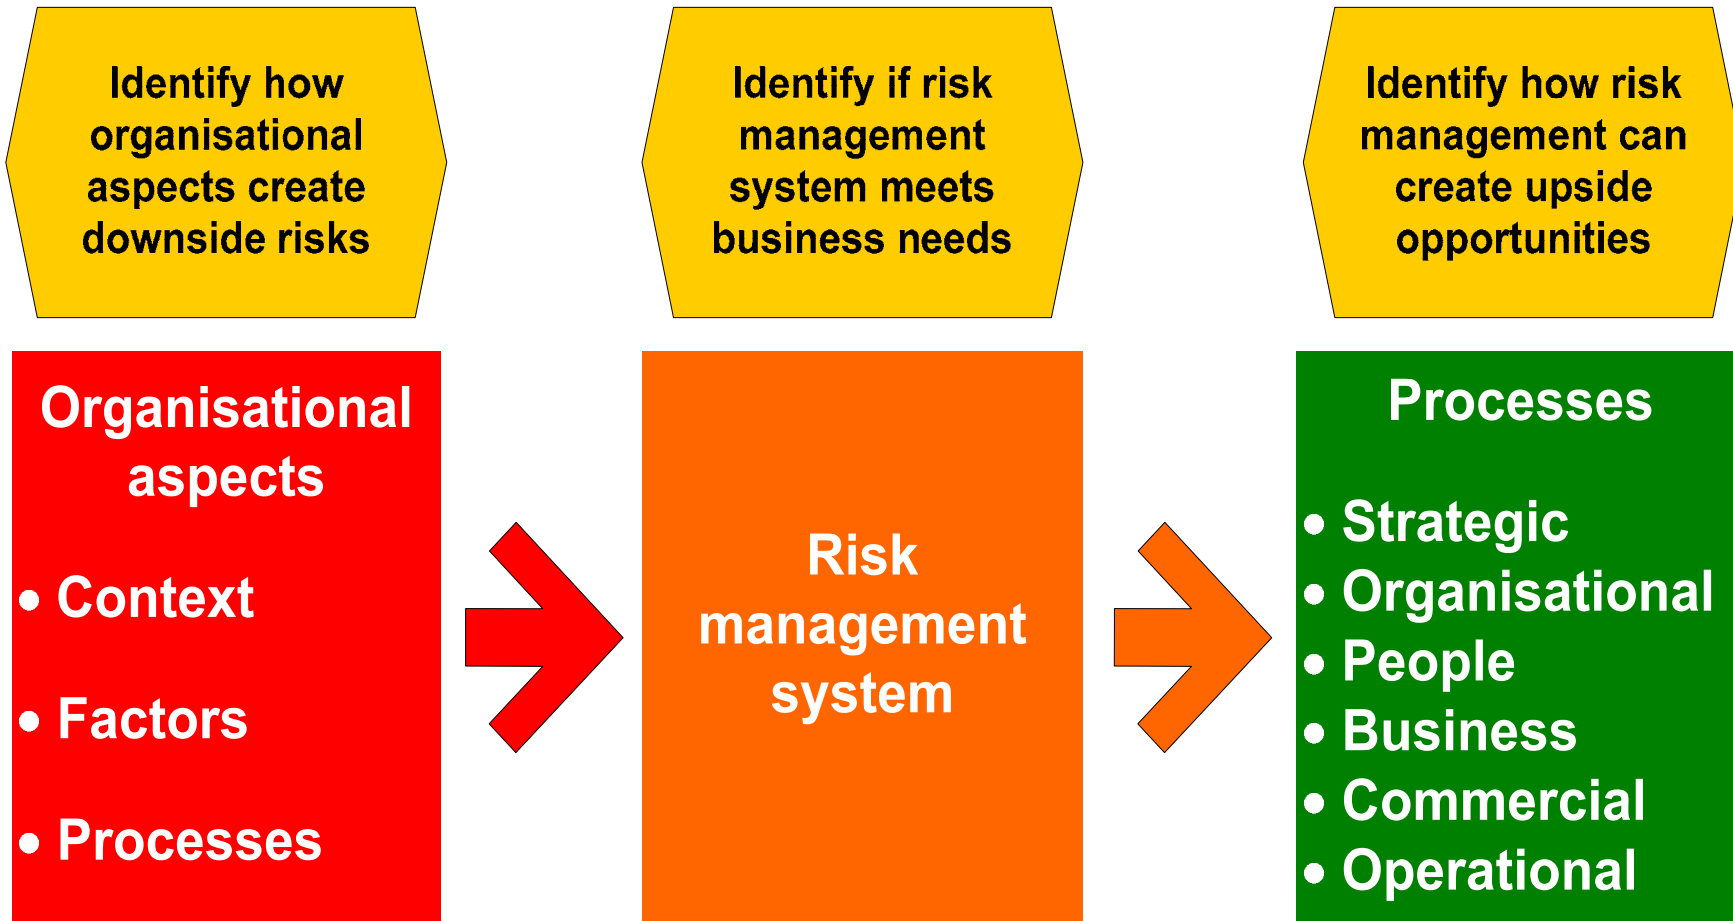 Identify how
organisational
aspects create
downside risks
Identify if risk
management
system meets
business needs
Identify how risk
management can
create upside
opportunities
Organisational
aspects
• Context
• Factors
• Processes
Risk
management
system
Processes
• Strategic
• Organisational
• People
• Business
• Commercial
• Operational